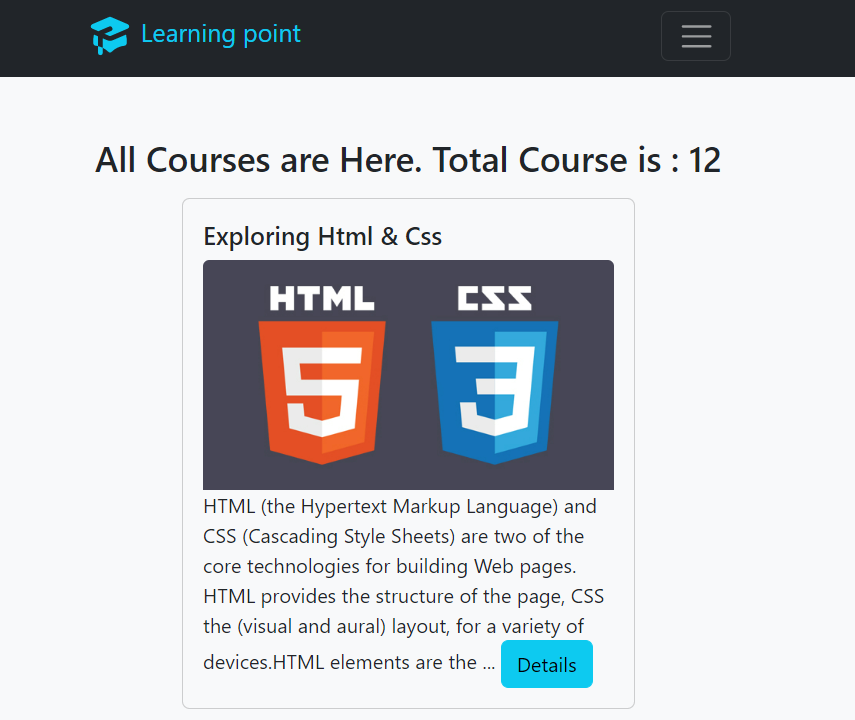 Learning point
All Courses are Here. Total Course is : 12
Exploring Html & Css
HTML CSS
5 3
HTML (the Hypertext Markup Language) and
CSS (Cascading Style Sheets) are two of the
core technologies for building Web pages.
HTML provides the structure of the page, CSS
the (visual and aural) layout, for a variety of
devices.HTML elements are the ... Details